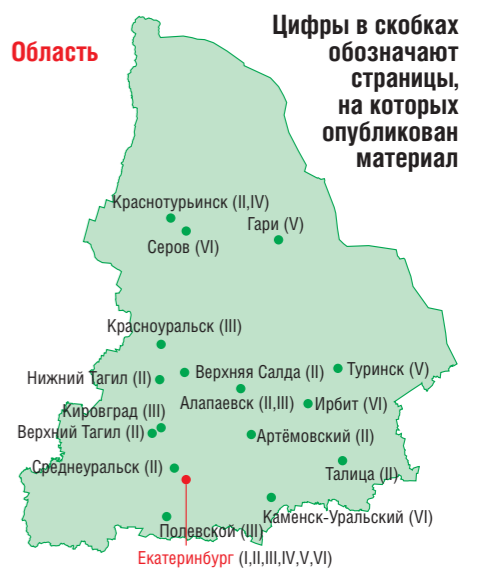 Область
Цифры в скобках
обозначают
страницы,
на которых
опубликован
материал
Краснотурьинск (II,IV)
Гари (V)
Серов (VI)
Красноуральск (III)
Верхняя Салда (II)
Туринск (V)
Нижний Тагил (II)
Алапаевск (II,III)
Ирбит (VI)
Кировград (III)
Верхний Тагил (II)
Артёмовский (II)
Среднеуральск (II)
Талица (II)
Каменск-Уральский (VI)
Полевской (III)
Екатеринбург (I,II,III,IV,V,VI)